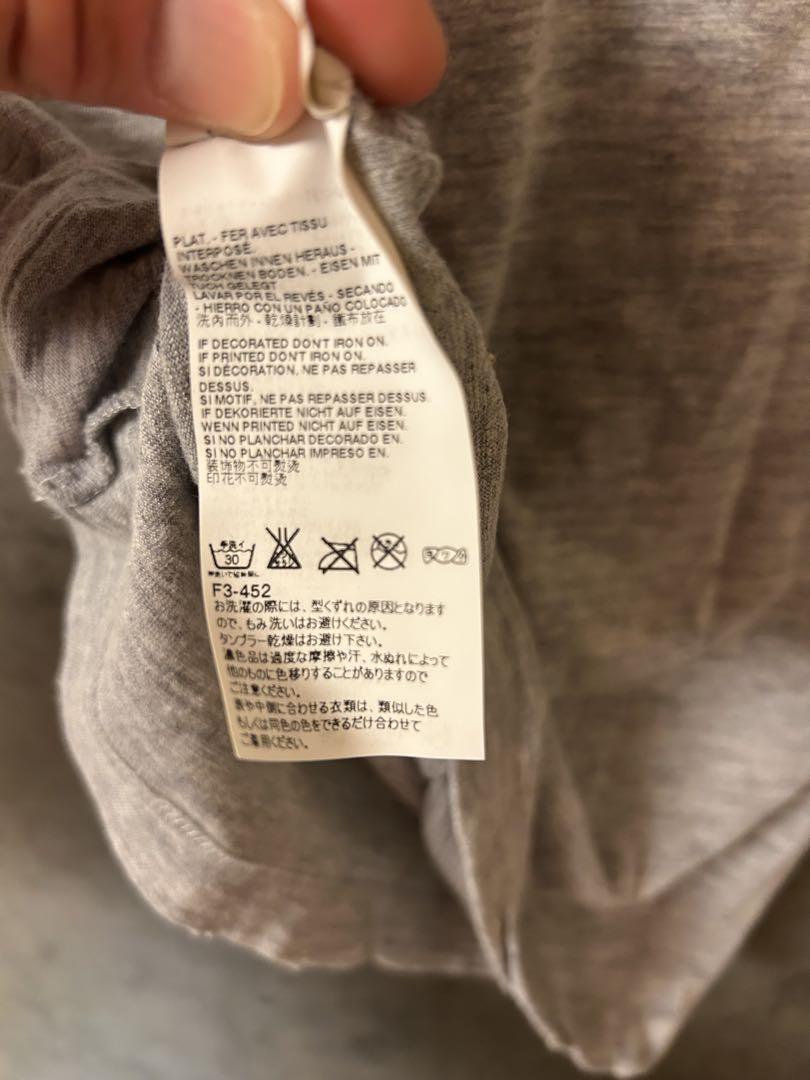 PLAT. - FER AVEC TISSU
INTERPOSÉ.
WASCHEN INNEN HERAUS -
TROCKNEN BODEN. - EISEN MIT
TUCH GELEGT
LAVAR POR EL REVÉS - SECANDO
- HIERRO CON UN PAÑO COLOCADO
洗內而外 - 乾燥計劃 - 鐵布放在
IF DECORATED DON'T IRON ON.
IF PRINTED DON'T IRON ON.
SI DÉCORATION, NE PAS REPASSER
DESSUS.
SI MOTIF, NE PAS REPASSER DESSUS.
IF DEKORIERTE NICHT AUF EISEN.
WENN PRINTED NICHT AUF EISEN.
SI NO PLANCHAR DECORADO EN.
SI NO PLANCHAR IMPRESO EN.
装饰物不可熨烫
印花不可熨烫
手洗イ
30
F3-452
お洗濯の際には、型くずれの原因となります
ので、もみ洗いはお避けください。
タンブラー乾燥はお避け下さい。
濃色品は過度な摩擦や汗、水ぬれによって
他のものに色移りすることがありますので
ご注意ください。
表や中側に合わせる衣類は、類似した色
もしくは同色の色をできるだけ合わせて
ご着用ください。